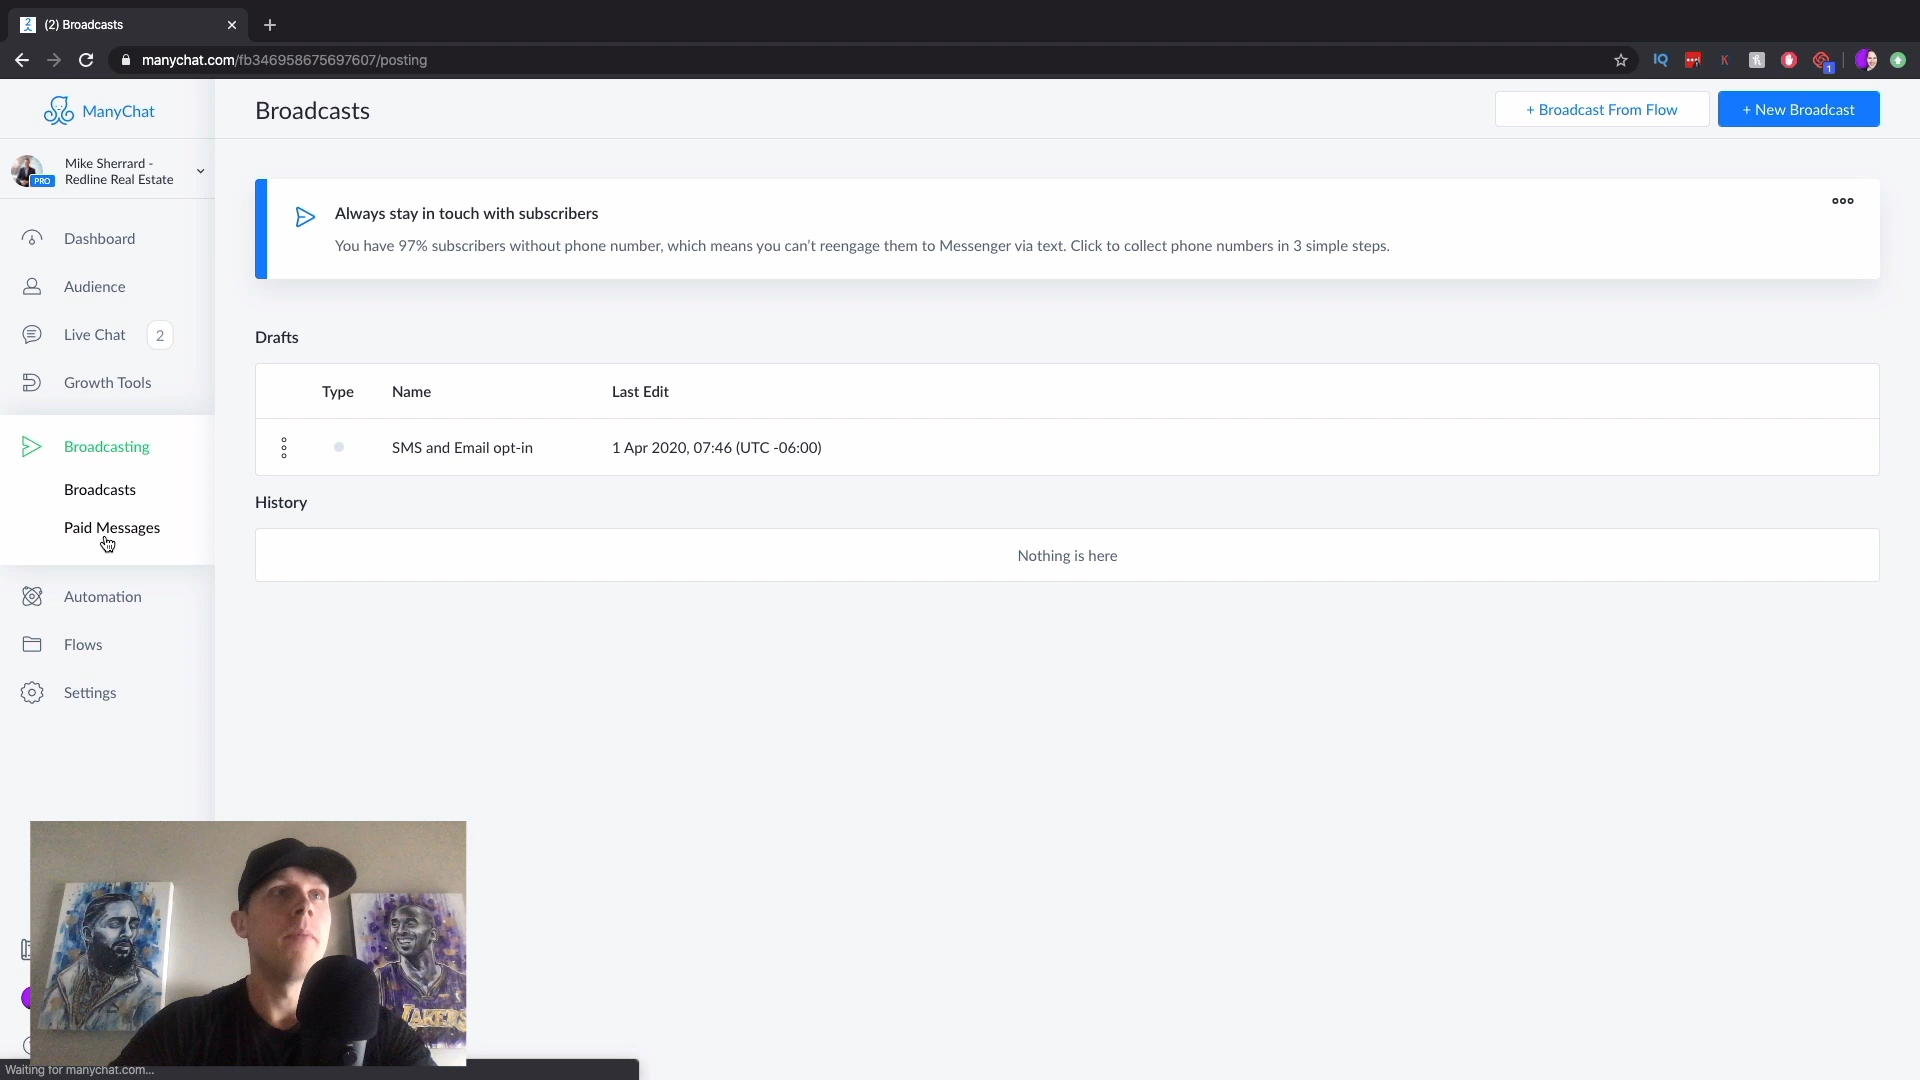 (2) Broadcasts
manychat.com/fb346958675697607/posting
IQ
K
1
ManyChat
Broadcasts
+ Broadcast From Flow
+ New Broadcast
Mike Sherrard -
Redline Real Estate
PRO
Always stay in touch with subscribers
You have 97% subscribers without phone number, which means you can't reengage them to Messenger via text. Click to collect phone numbers in 3 simple steps.
Dashboard
Audience
Live Chat 2
Growth Tools
Broadcasting
Broadcasts
Paid Messages
Automation
Flows
Settings
Drafts
Type Name Last Edit
SMS and Email opt-in 1 Apr 2020, 07:46 (UTC -06:00)
History
Nothing is here
LAKERS
Waiting for manychat.com...